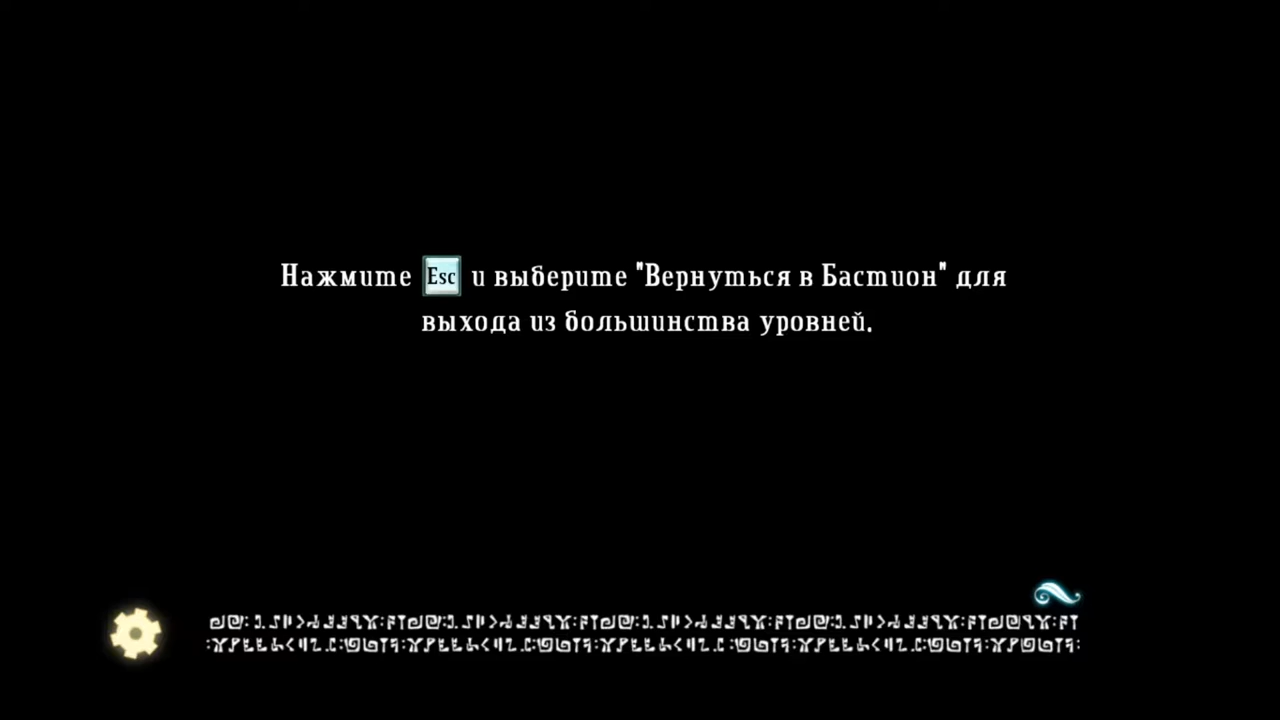 Нажмите Esc и выберите "Вернуться в Бастион" для
выхода из большинства уровней.